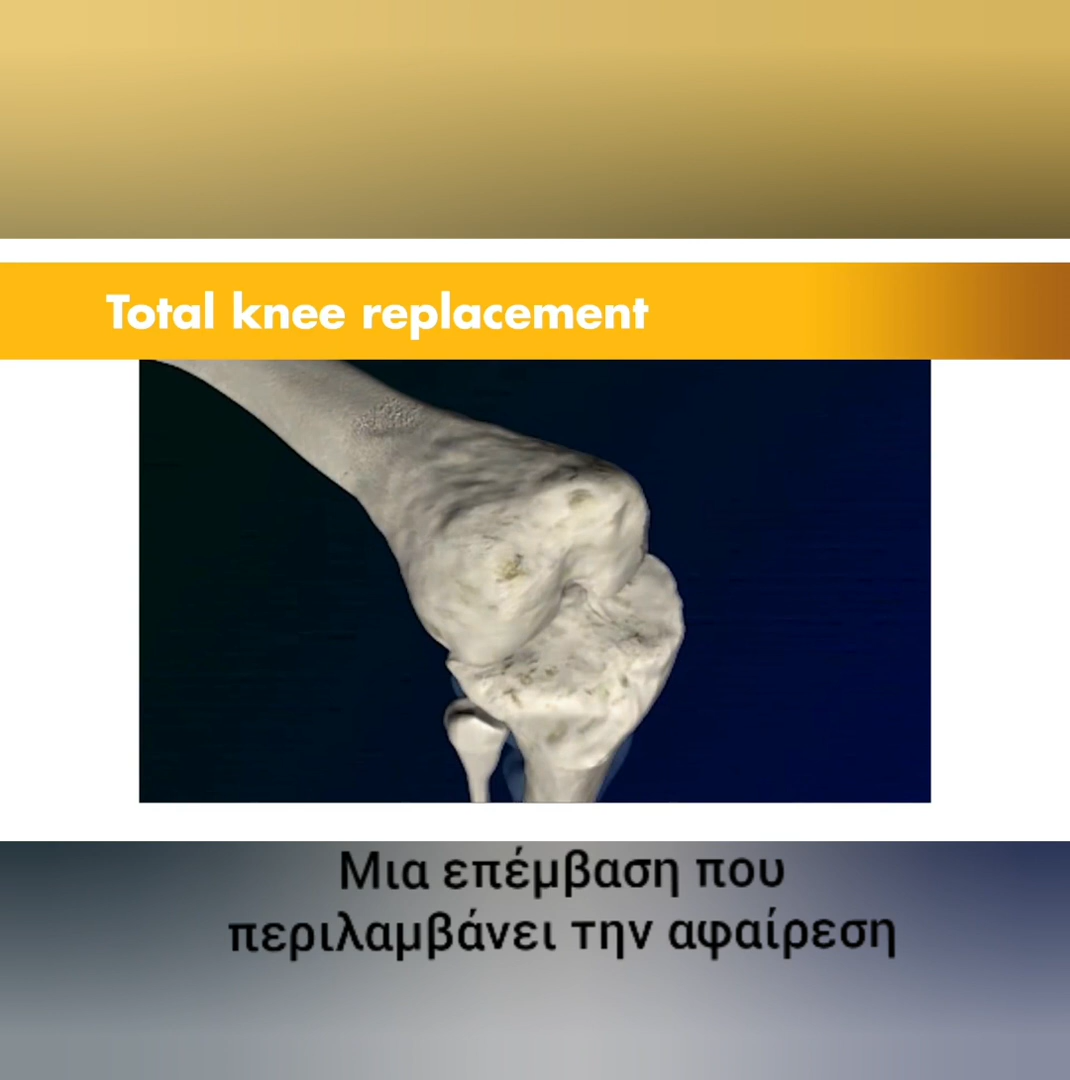 Total knee replacement
Μια επέμβαση που
περιλαμβάνει την αφαίρεση